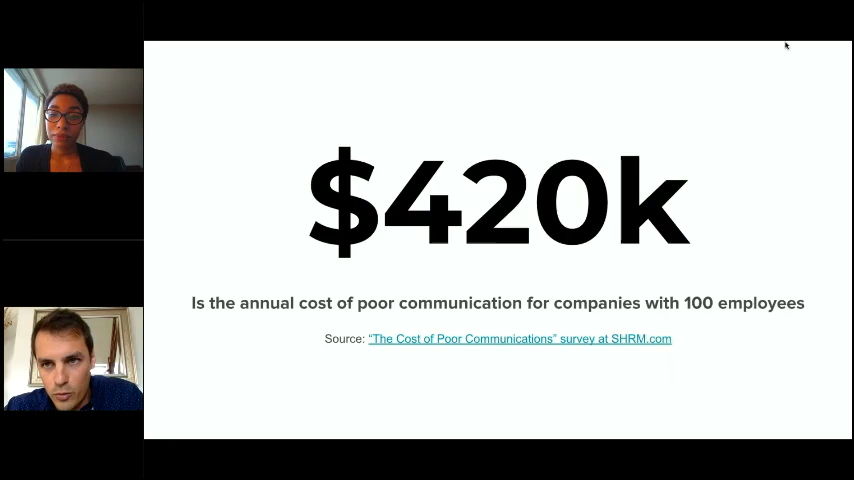 $420k
Is the annual cost of poor communication for companies with 100 employees
Source: “The Cost of Poor Communications” survey at SHRM.com